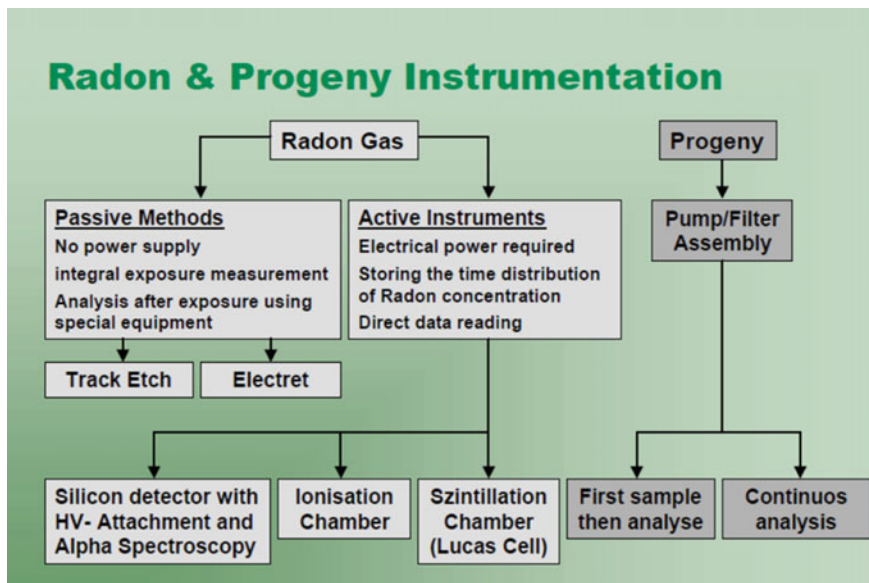 Radon & Progeny Instrumentation
Radon Gas
Progeny
Passive Methods
No power supply
integral exposure measurement
Analysis after exposure using
special equipment
Active Instruments
Electrical power required
Storing the time distribution
of Radon concentration
Direct data reading
Pump/Filter
Assembly
Track Etch
Electret
Silicon detector with
HV- Attachment and
Alpha Spectroscopy
Ionisation
Chamber
Szintillation
Chamber
(Lucas Cell)
First sample
then analyse
Continuos
analysis